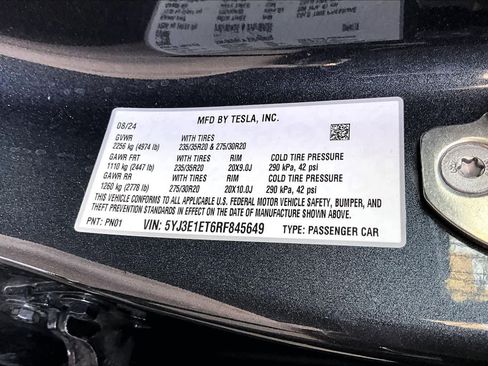 MFD BY TESLA, INC.
08/24
GVWR WITH TIRES
2256 kg (4974 lb) 235/35R20 & 275/30R20
GAWR FRT WITH TIRES RIM COLD TIRE PRESSURE
1110 kg (2447 lb) 235/35R20 20X9.0J 290 kPa, 42 psi
GAWR RR WITH TIRES RIM COLD TIRE PRESSURE
1260 kg (2778 lb) 275/30R20 20X10.0J 290 kPa, 42 psi
THIS VEHICLE CONFORMS TO ALL APPLICABLE U.S. FEDERAL MOTOR VEHICLE SAFETY, BUMPER, AND
THEFT PREVENTION STANDARDS IN EFFECT ON THE DATE OF MANUFACTURE SHOWN ABOVE.
PNT: PN01 VIN: 5YJ3E1ET6RF845649 TYPE: PASSENGER CAR